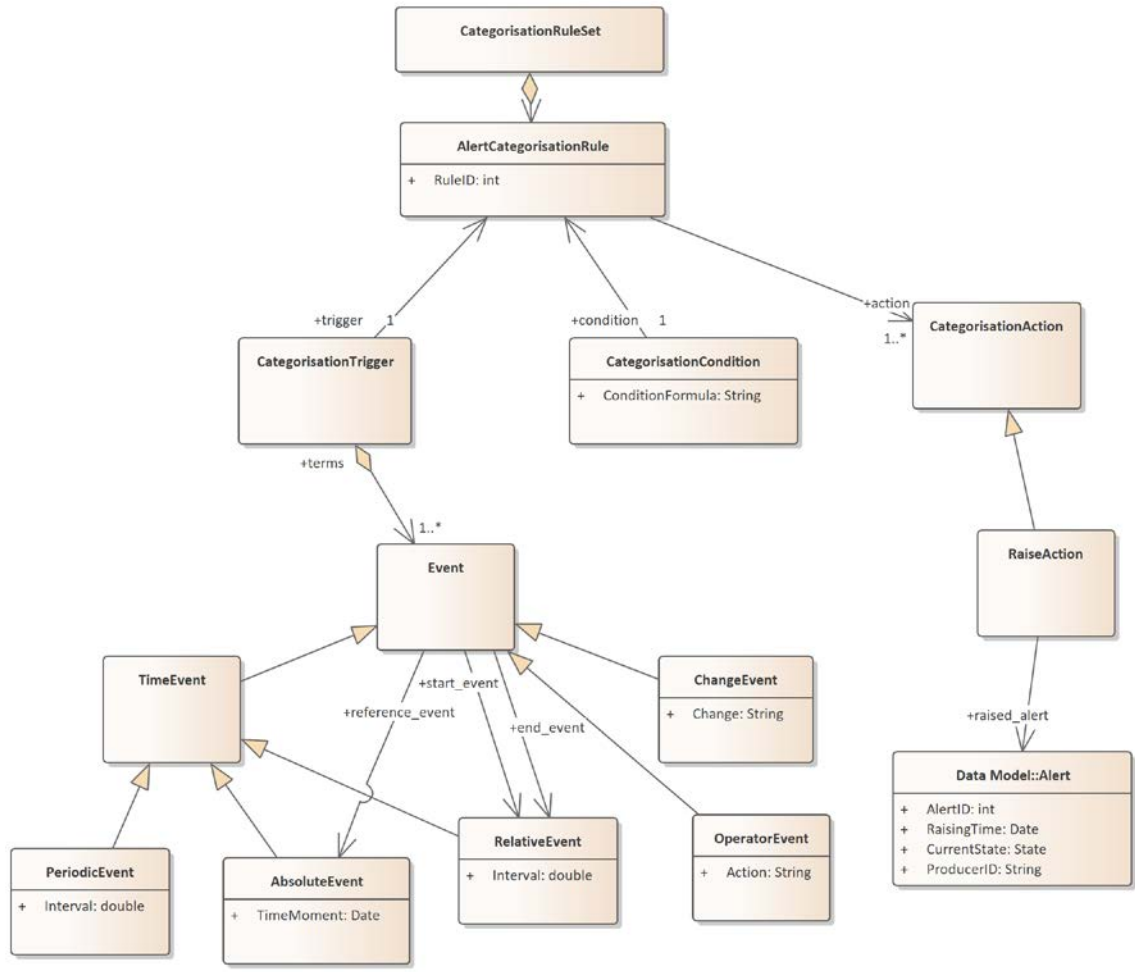 CategorisationRuleSet
AlertCategorisationRule
+ RuleID: int
+trigger 1
+condition 1
+action
1..*
CategorisationTrigger
CategorisationCondition
+ ConditionFormula: String
CategorisationAction
+terms
1..*
Event
RaiseAction
TimeEvent
ChangeEvent
+ Change: String
+start_event
+reference_event
+end_event
+raised_alert
Data Model::Alert
+ AlertID: int
+ RaisingTime: Date
+ CurrentState: State
+ ProducerID: String
PeriodicEvent
+ Interval: double
AbsoluteEvent
+ TimeMoment: Date
RelativeEvent
+ Interval: double
OperatorEvent
+ Action: String